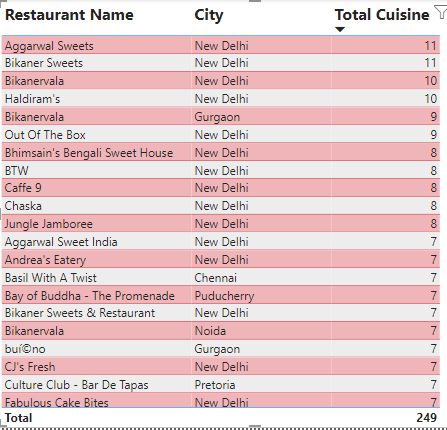 Restaurant Name City Total Cuisine
Aggarwal Sweets New Delhi 11
Bikaner Sweets New Delhi 11
Bikanervala New Delhi 10
Haldiram's New Delhi 10
Bikanervala Gurgaon 9
Out Of The Box New Delhi 9
Bhimsain's Bengali Sweet House New Delhi 8
BTW New Delhi 8
Caffe 9 New Delhi 8
Chaska New Delhi 8
Jungle Jamboree New Delhi 8
Aggarwal Sweet India New Delhi 7
Andrea's Eatery New Delhi 7
Basil With A Twist Chennai 7
Bay of Buddha - The Promenade Puducherry 7
Bikaner Sweets & Restaurant New Delhi 7
Bikanervala Noida 7
buí©no Gurgaon 7
CJ's Fresh New Delhi 7
Culture Club - Bar De Tapas Pretoria 7
Fabulous Cake Bites New Delhi 7
Total 249